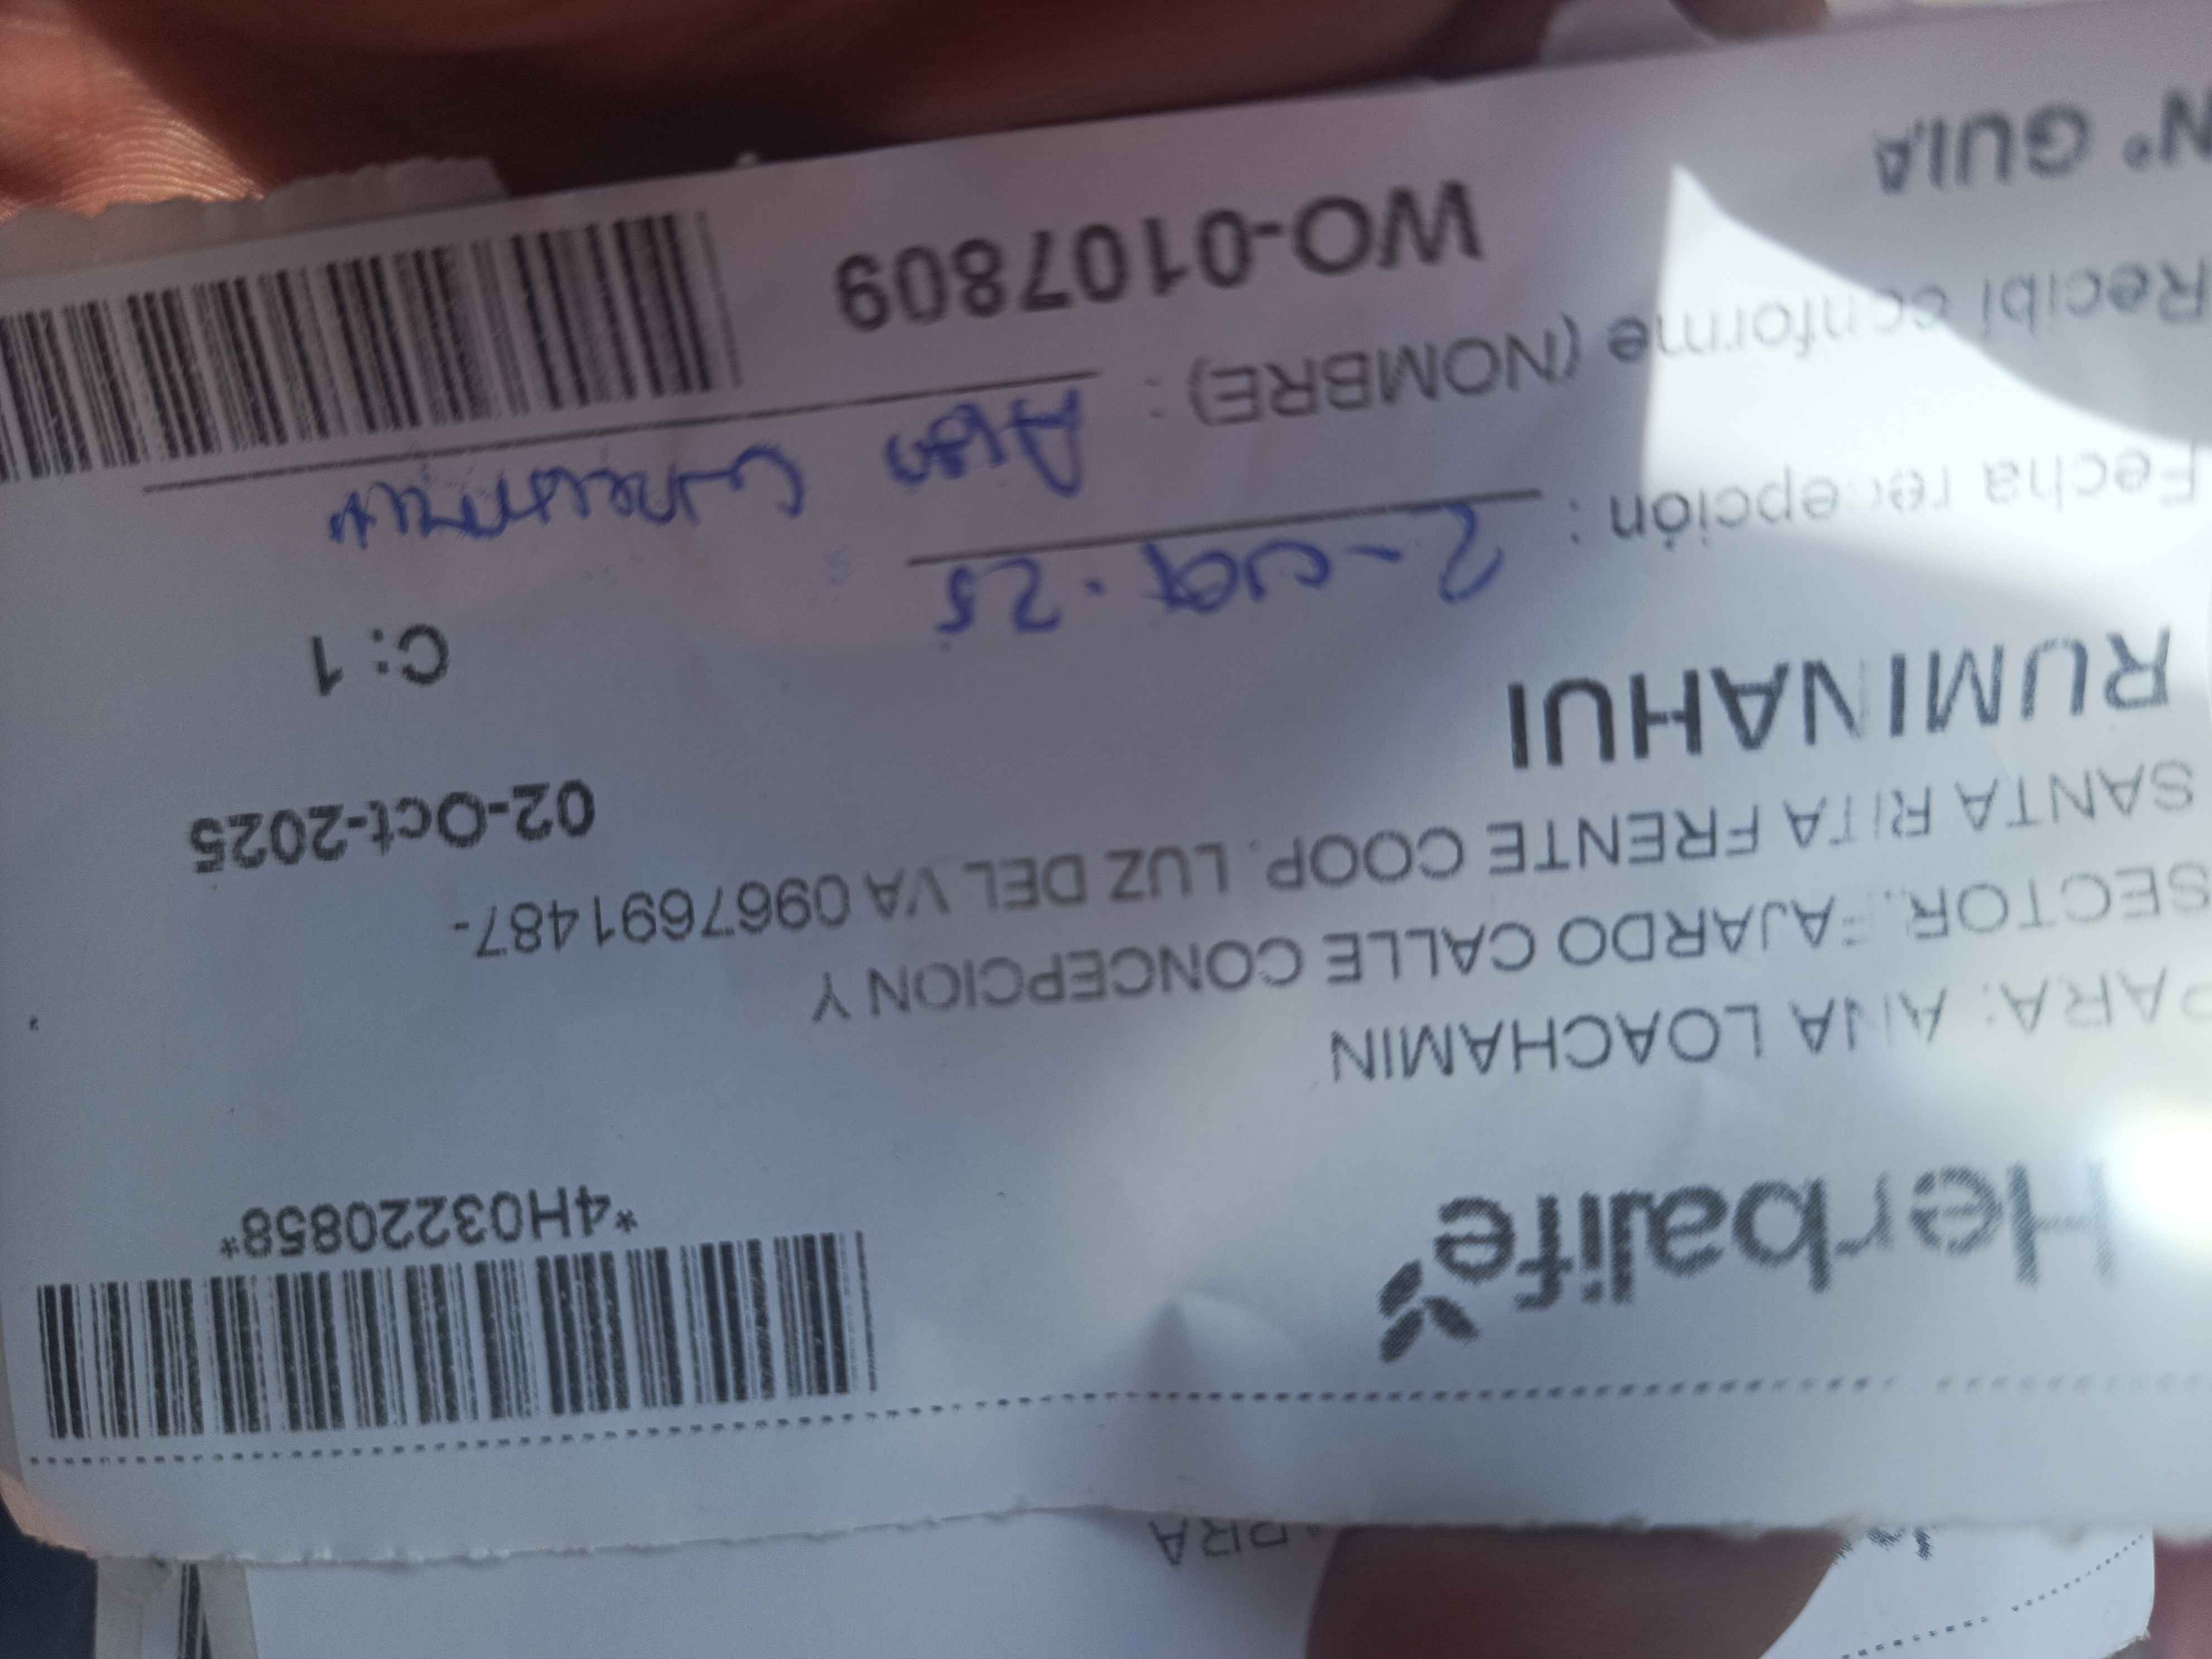 Herbalife
*4H03220858*
PARA: ANA LOACHAMIN
SECTOR: FAJARDO CALLE CONCEPCION Y
SANTA RITA FRENTE COOP. LUZ DEL VA 0967691487-
RUMINAHUI
02-Oct-2025
C: 1
Fecha recepción : 2-oct-25
Recibi conforme (NOMBRE) :
N° GUIA
WO-0107809